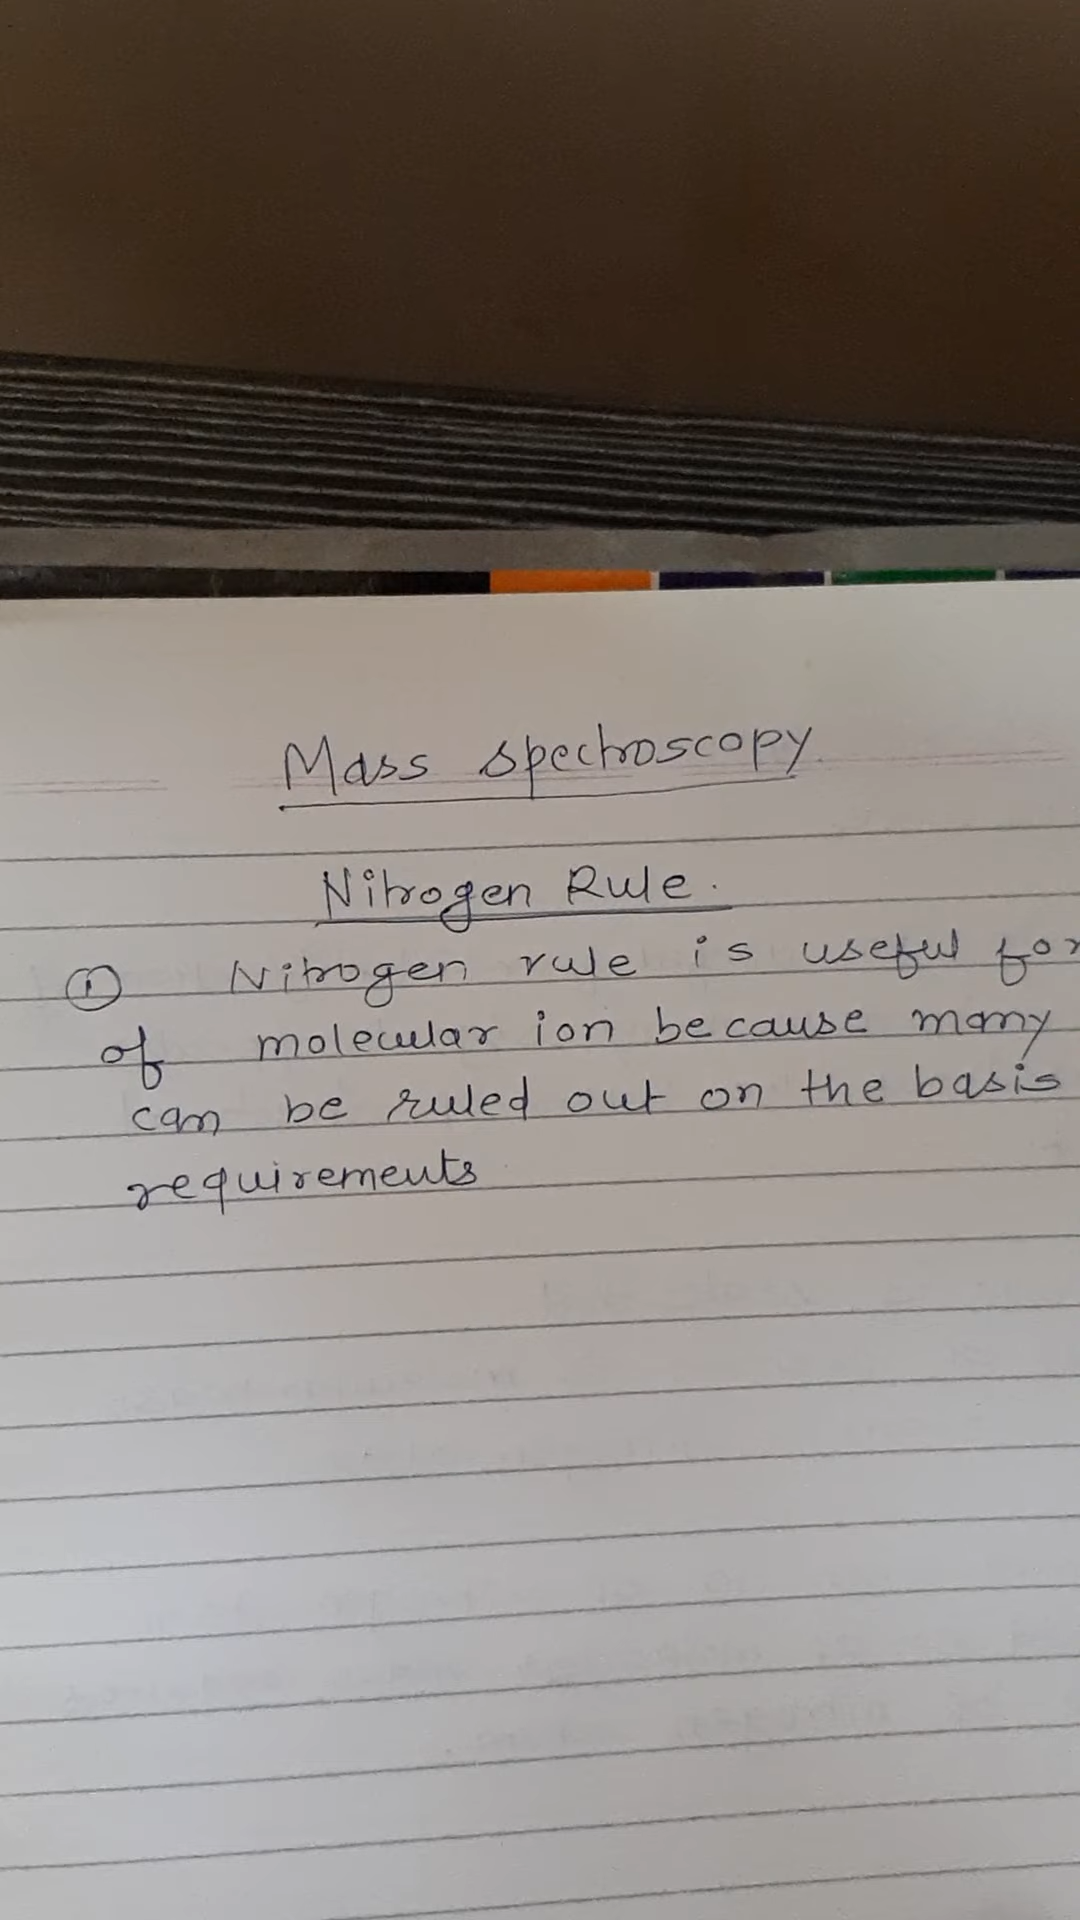 Mass spectroscopy.
Nitrogen Rule.
① Nitrogen rule is useful for
of molecular ion because many
can be ruled out on the basis
requirements